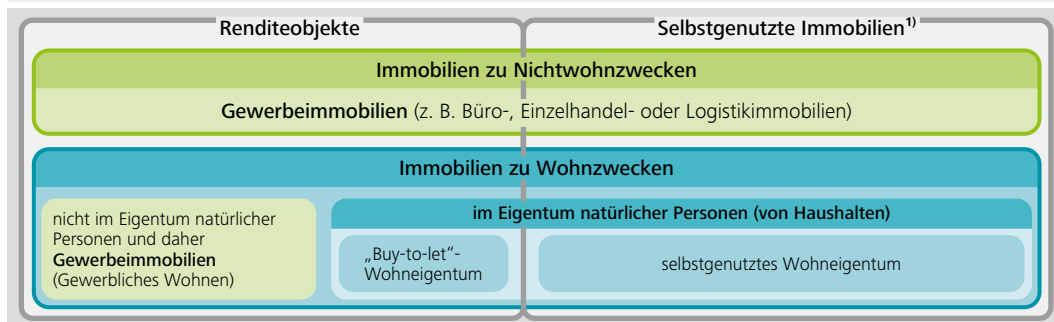 Renditeobjekte
Selbstgenutzte Immobilien1)
Immobilien zu Nichtwohnzwecken
Gewerbeimmobilien (z. B. Büro-, Einzelhandel- oder Logistikimmobilien)
Immobilien zu Wohnzwecken
nicht im Eigentum natürlicher
Personen und daher
Gewerbeimmobilien
(Gewerbliches Wohnen)
im Eigentum natürlicher Personen (von Haushalten)
„Buy-to-let“-
Wohneigentum
selbstgenutztes Wohneigentum